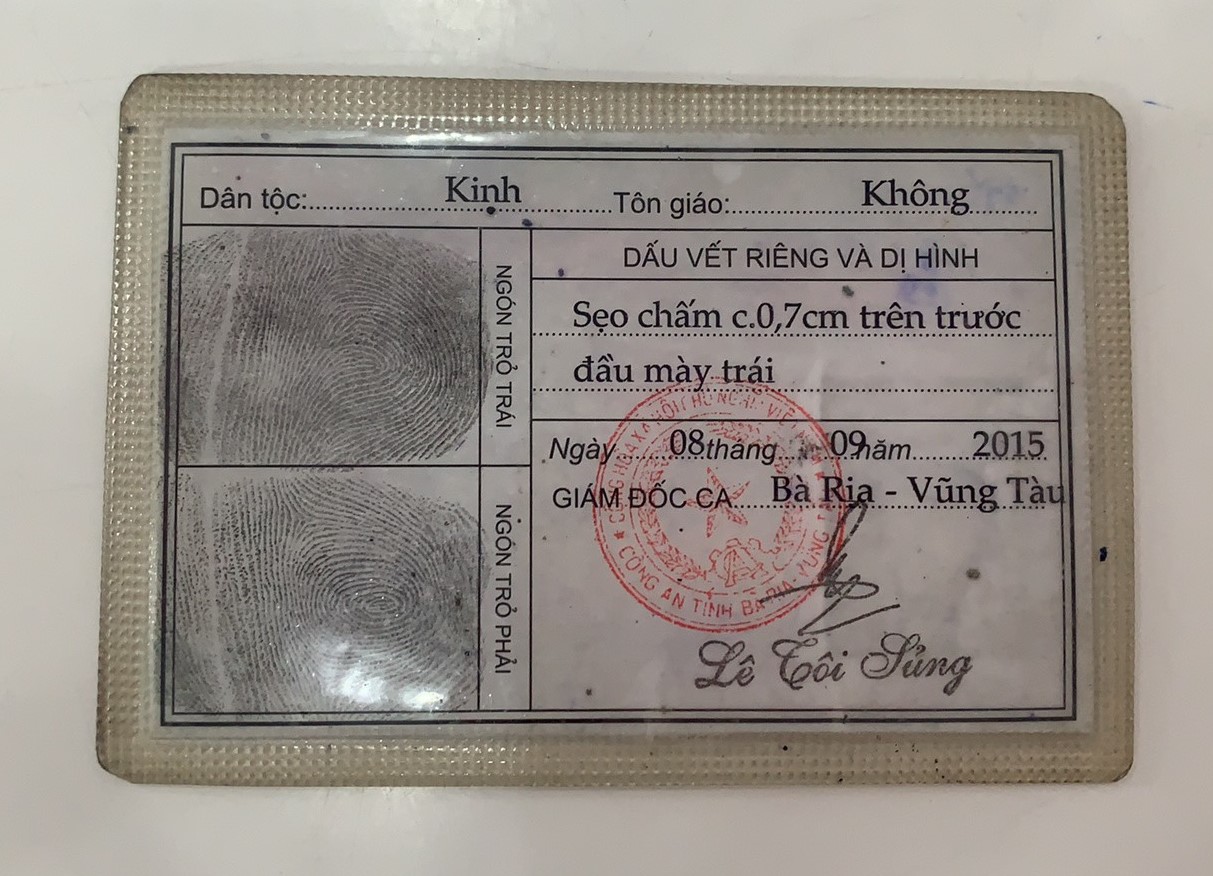 Dân tộc: Kinh Tôn giáo: Không
NGÓN TRỎ TRÁI
NGÓN TRỎ PHẢI
DẤU VẾT RIÊNG VÀ DỊ HÌNH
Sẹo chấm c.0,7cm trên trước
đầu mày trái
Ngày 08 tháng 09 năm 2015
GIÁM ĐỐC CA Bà Rịa - Vũng Tàu
CÔNG AN TỈNH BÀ RỊA VŨNG TÀU
Lê Tôi Sủng